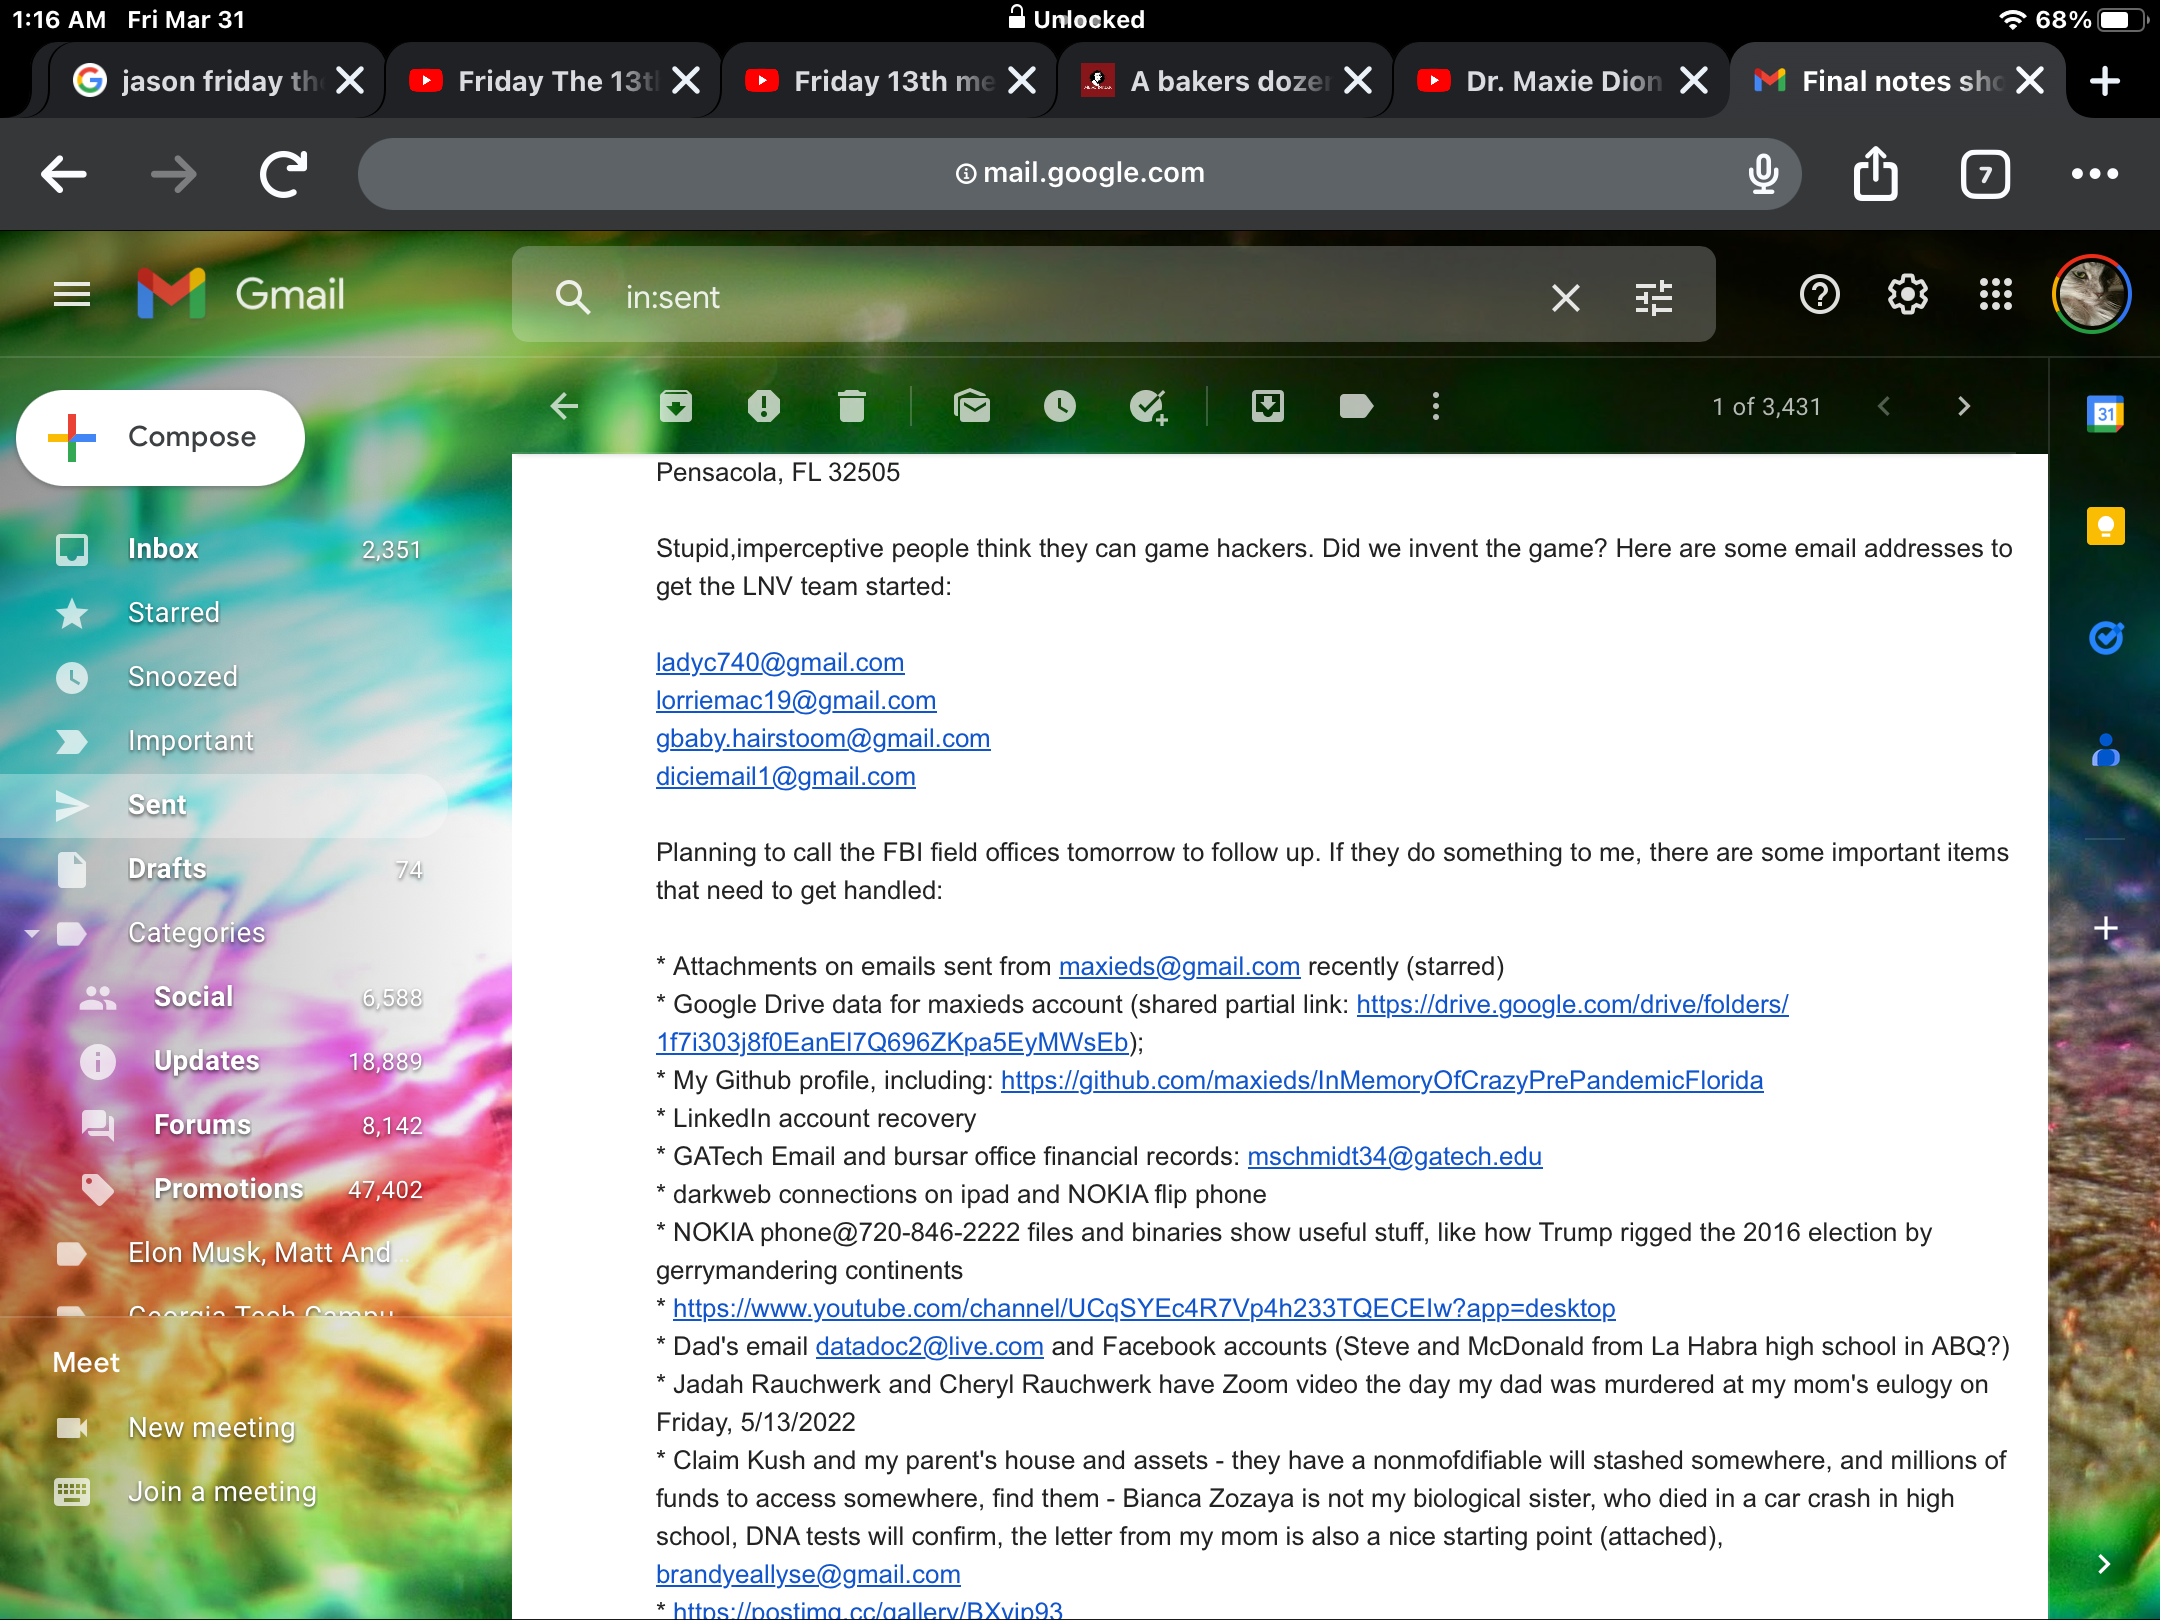 1:16 AM Fri Mar 31
Unlocked
68%
jason friday th
Friday The 13t
Friday 13th me
A bakers dozen
Dr. Maxie Dion
Final notes sho
mail.google.com
7
Gmail
in:sent
Compose
1 of 3,431
31
Inbox 2,351
Starred
Snoozed
Important
Sent
Drafts 74
Categories
Social 6,588
Updates 18,889
Forums 8,142
Promotions 47,402
Elon Musk, Matt And...
Georgia Tech Compu
Meet
New meeting
Join a meeting
Pensacola, FL 32505
Stupid,imperceptive people think they can game hackers. Did we invent the game? Here are some email addresses to
get the LNV team started:
ladyc740@gmail.com
lorriemac19@gmail.com
gbaby.hairstoom@gmail.com
diciemail1@gmail.com
Planning to call the FBI field offices tomorrow to follow up. If they do something to me, there are some important items
that need to get handled:
* Attachments on emails sent from maxieds@gmail.com recently (starred)
* Google Drive data for maxieds account (shared partial link: https://drive.google.com/drive/folders/
1f7i303j8f0EanEl7Q696ZKpa5EyMWsEb);
* My Github profile, including: https://github.com/maxieds/InMemoryOfCrazyPrePandemicFlorida
* LinkedIn account recovery
* GATech Email and bursar office financial records: mschmidt34@gatech.edu
* darkweb connections on ipad and NOKIA flip phone
* NOKIA phone@720-846-2222 files and binaries show useful stuff, like how Trump rigged the 2016 election by
gerrymandering continents
* https://www.youtube.com/channel/UCqSYEc4R7Vp4h233TQECEIw?app=desktop
* Dad's email datadoc2@live.com and Facebook accounts (Steve and McDonald from La Habra high school in ABQ?)
* Jadah Rauchwerk and Cheryl Rauchwerk have Zoom video the day my dad was murdered at my mom's eulogy on
Friday, 5/13/2022
* Claim Kush and my parent's house and assets - they have a nonmofdifiable will stashed somewhere, and millions of
funds to access somewhere, find them - Bianca Zozaya is not my biological sister, who died in a car crash in high
school, DNA tests will confirm, the letter from my mom is also a nice starting point (attached),
brandyeallyse@gmail.com
* https://postimg.cc/gallery/BXvjp93